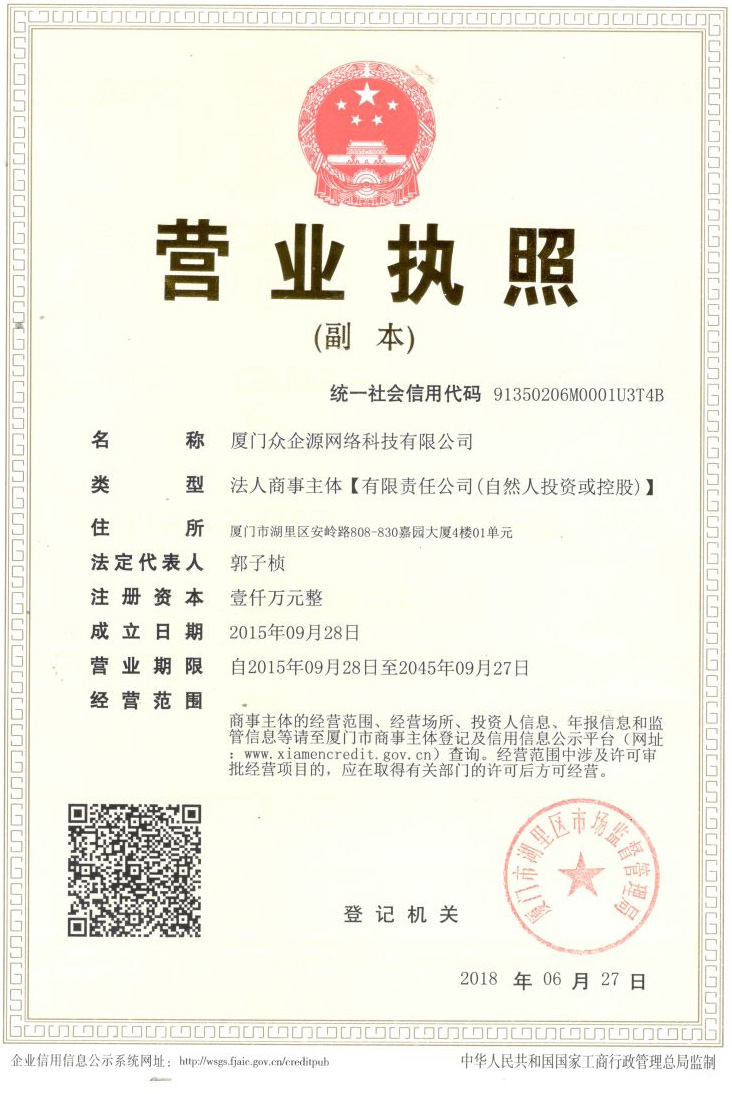 营业执照
(副 本)
统一社会信用代码 91350206M0001U3T4B
名 称 厦门众企源网络科技有限公司
类 型 法人商事主体【有限责任公司(自然人投资或控股)】
住 所 厦门市湖里区安岭路808-830嘉园大厦4楼01单元
法定代表人 郭子桢
注 册 资 本 壹仟万元整
成 立 日 期 2015年09月28日
营 业 期 限 自2015年09月28日至2045年09月27日
经 营 范 围
商事主体的经营范围、经营场所、投资人信息、年报信息和监
管信息等请至厦门市商事主体登记及信用信息公示平台（网址
：www.xiamencredit.gov.cn）查询。经营范围中涉及许可审
批经营项目的，应在取得有关部门的许可后方可经营。
厦门市湖里区市场监督管理局
登 记 机 关
2018 年 06 月 27 日
企业信用信息公示系统网址： http://wsgs.fjaic.gov.cn/creditpub
中华人民共和国国家工商行政管理总局监制